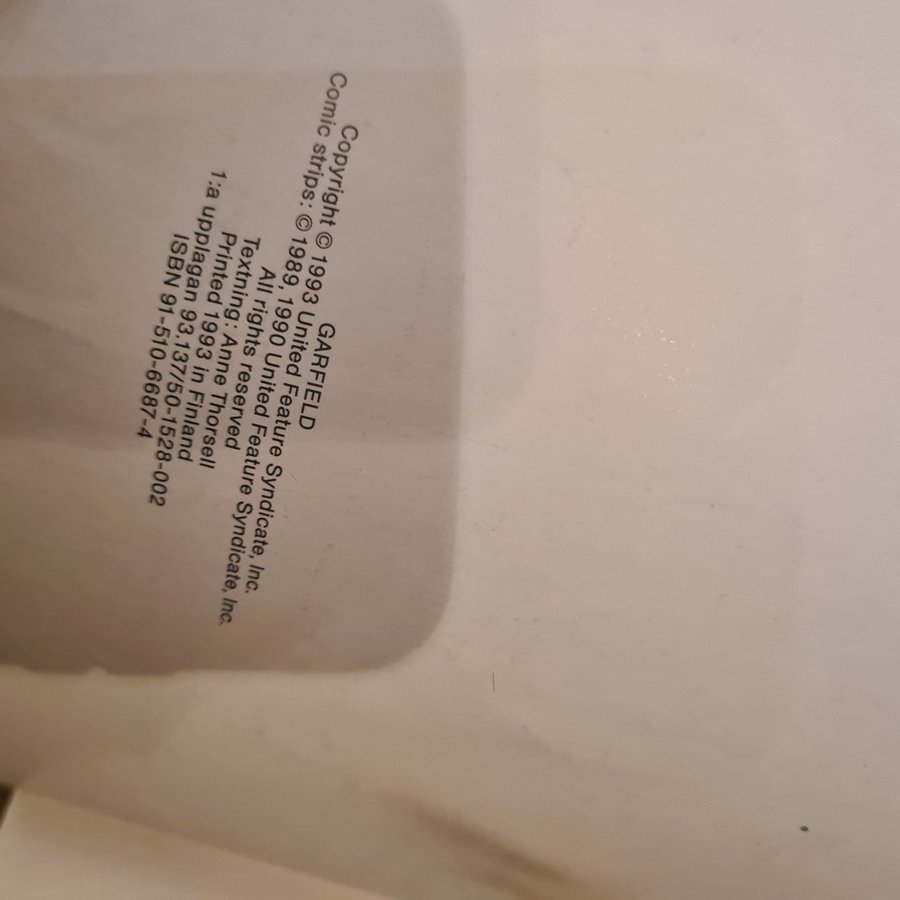 GARFIELD
Copyright © 1993 United Feature Syndicate, Inc.
Comic strips: © 1989, 1990 United Feature Syndicate, Inc.
All rights reserved
Textning: Anne Thorsell
Printed 1993 in Finland
1:a upplagan 93.137/50-1528-002
ISBN 91-510-6687-4